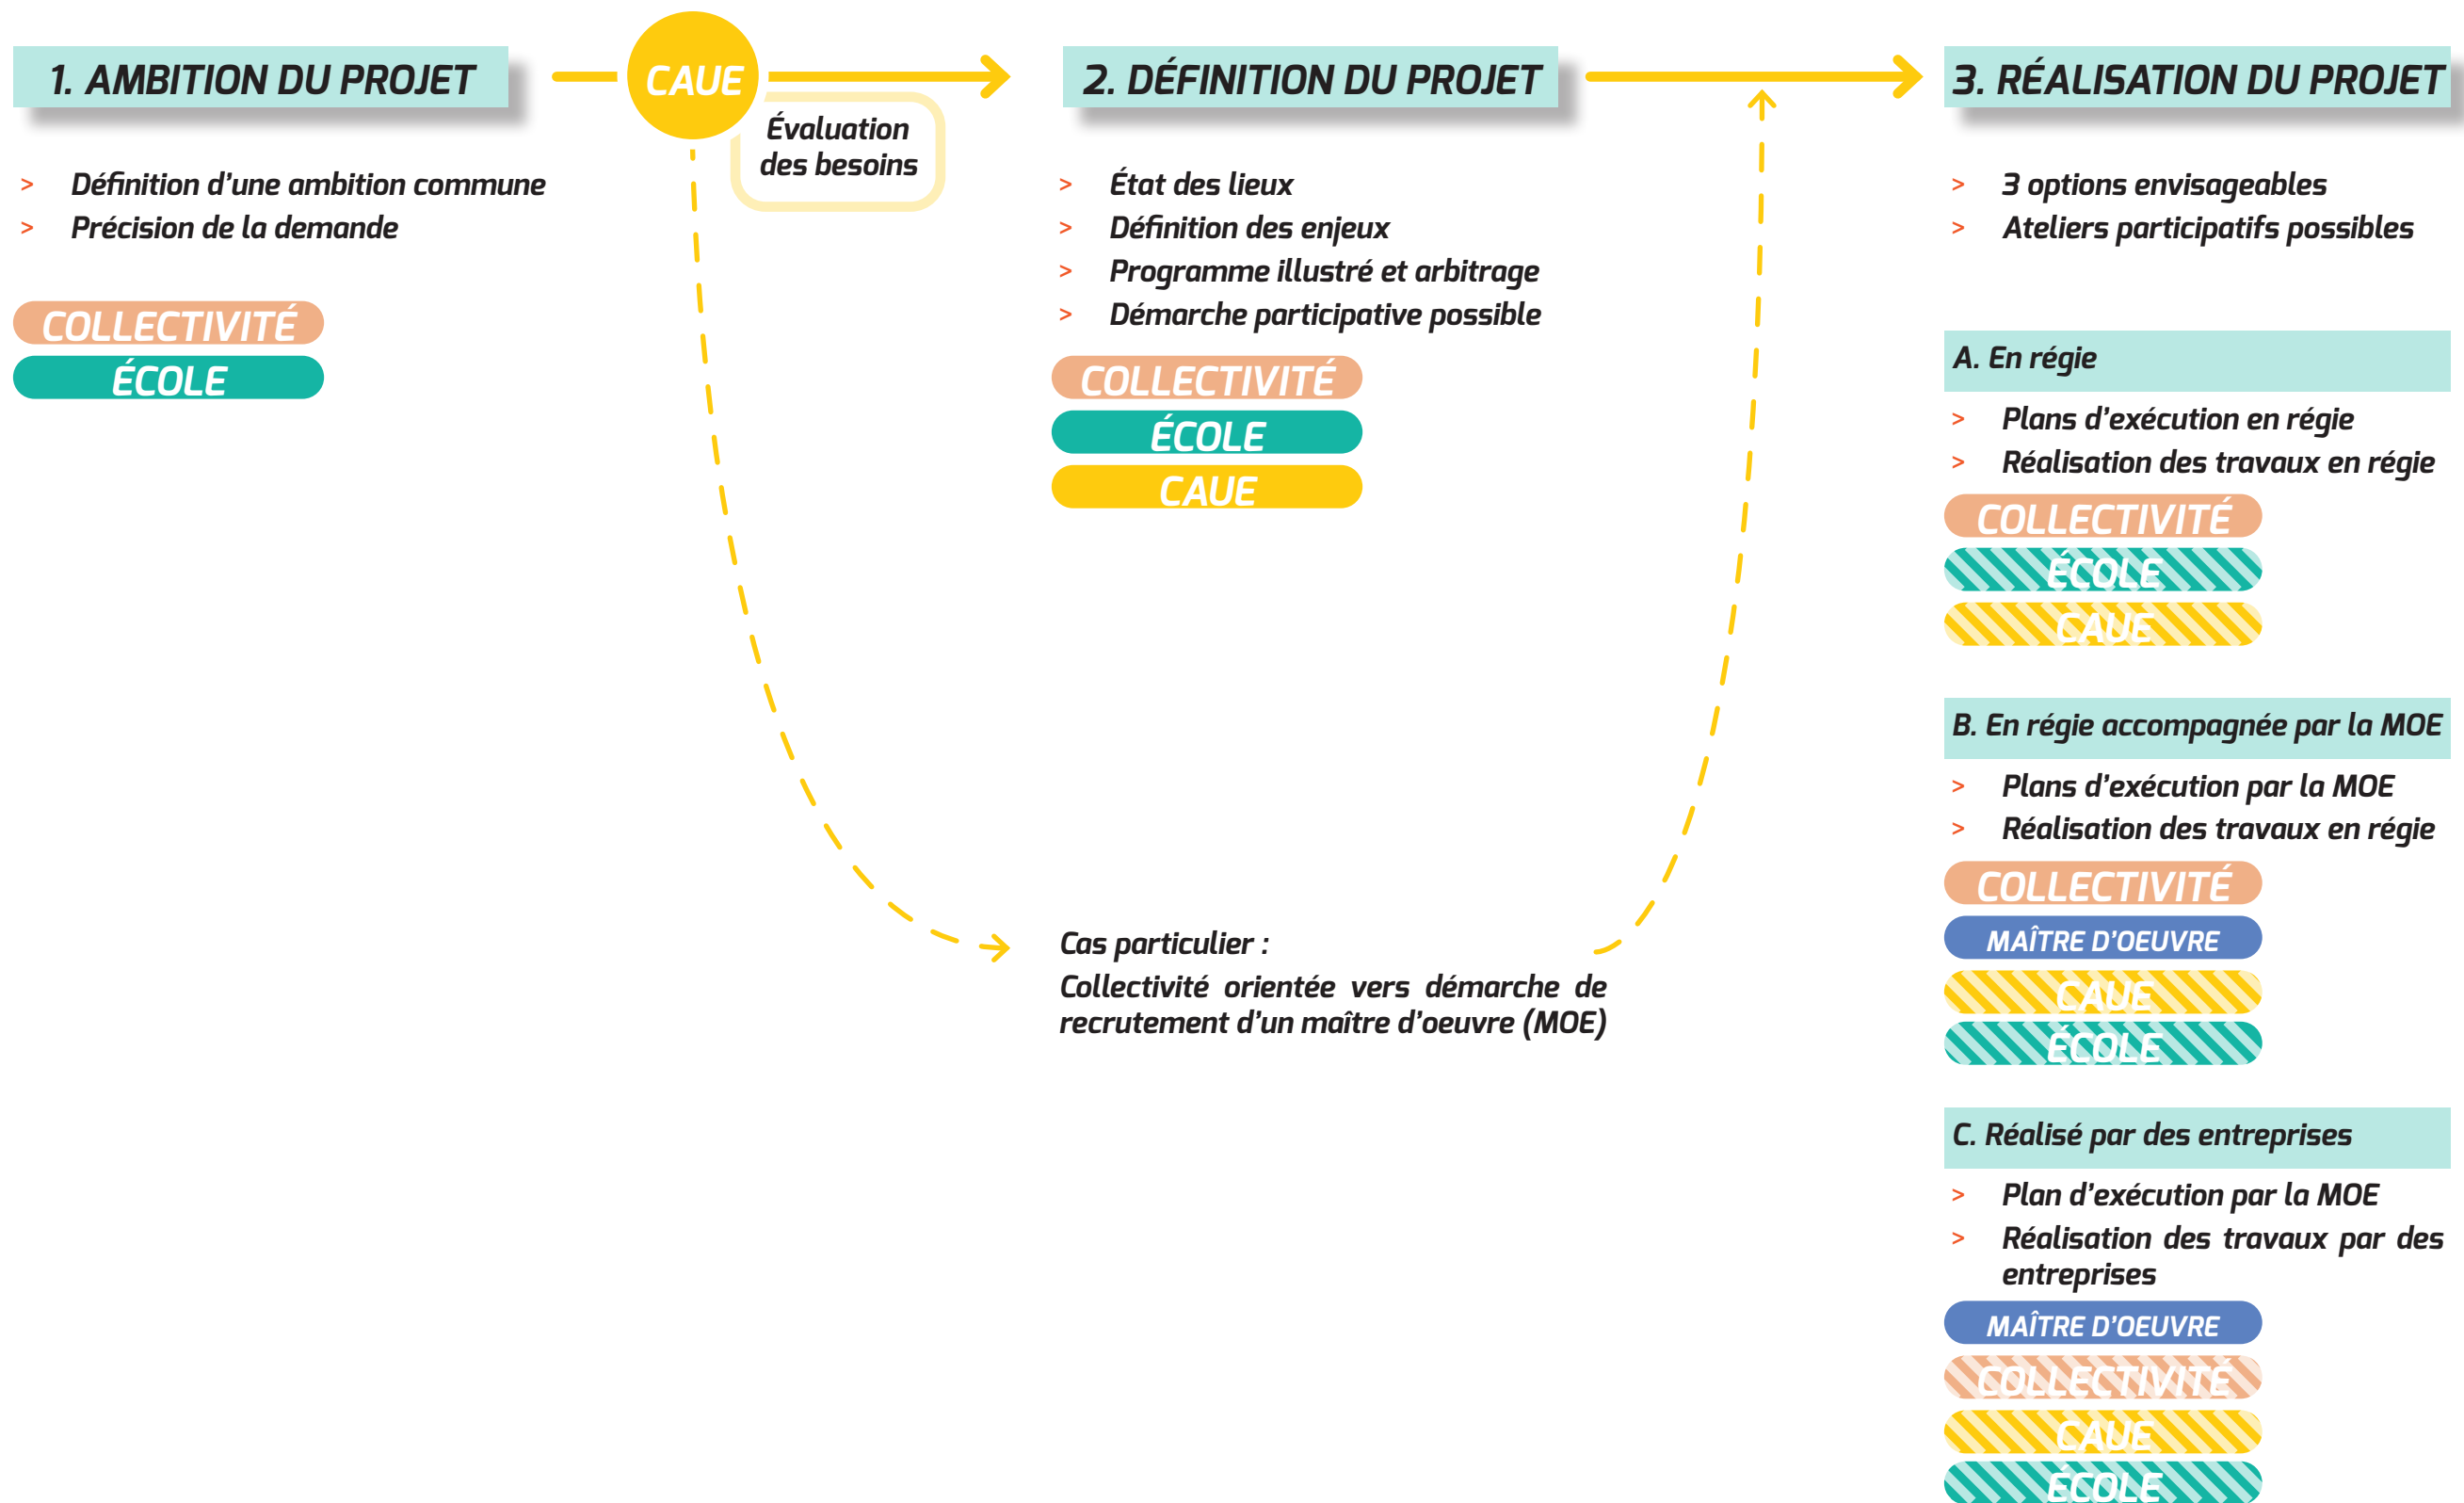 1. AMBITION DU PROJET
> Définition d’une ambition commune
> Précision de la demande
COLLECTIVITÉ
ÉCOLE
CAUE
Évaluation
des besoins
2. DÉFINITION DU PROJET
> État des lieux
> Définition des enjeux
> Programme illustré et arbitrage
> Démarche participative possible
COLLECTIVITÉ
ÉCOLE
CAUE
Cas particulier :
Collectivité orientée vers démarche de
recrutement d’un maître d’oeuvre (MOE)
3. RÉALISATION DU PROJET
> 3 options envisageables
> Ateliers participatifs possibles
A. En régie
> Plans d’exécution en régie
> Réalisation des travaux en régie
COLLECTIVITÉ
ÉCOLE
CAUE
B. En régie accompagnée par la MOE
> Plans d’exécution par la MOE
> Réalisation des travaux en régie
COLLECTIVITÉ
MAÎTRE D’OEUVRE
CAUE
ÉCOLE
C. Réalisé par des entreprises
> Plan d’exécution par la MOE
> Réalisation des travaux par des
entreprises
MAÎTRE D’OEUVRE
COLLECTIVITÉ
CAUE
ÉCOLE